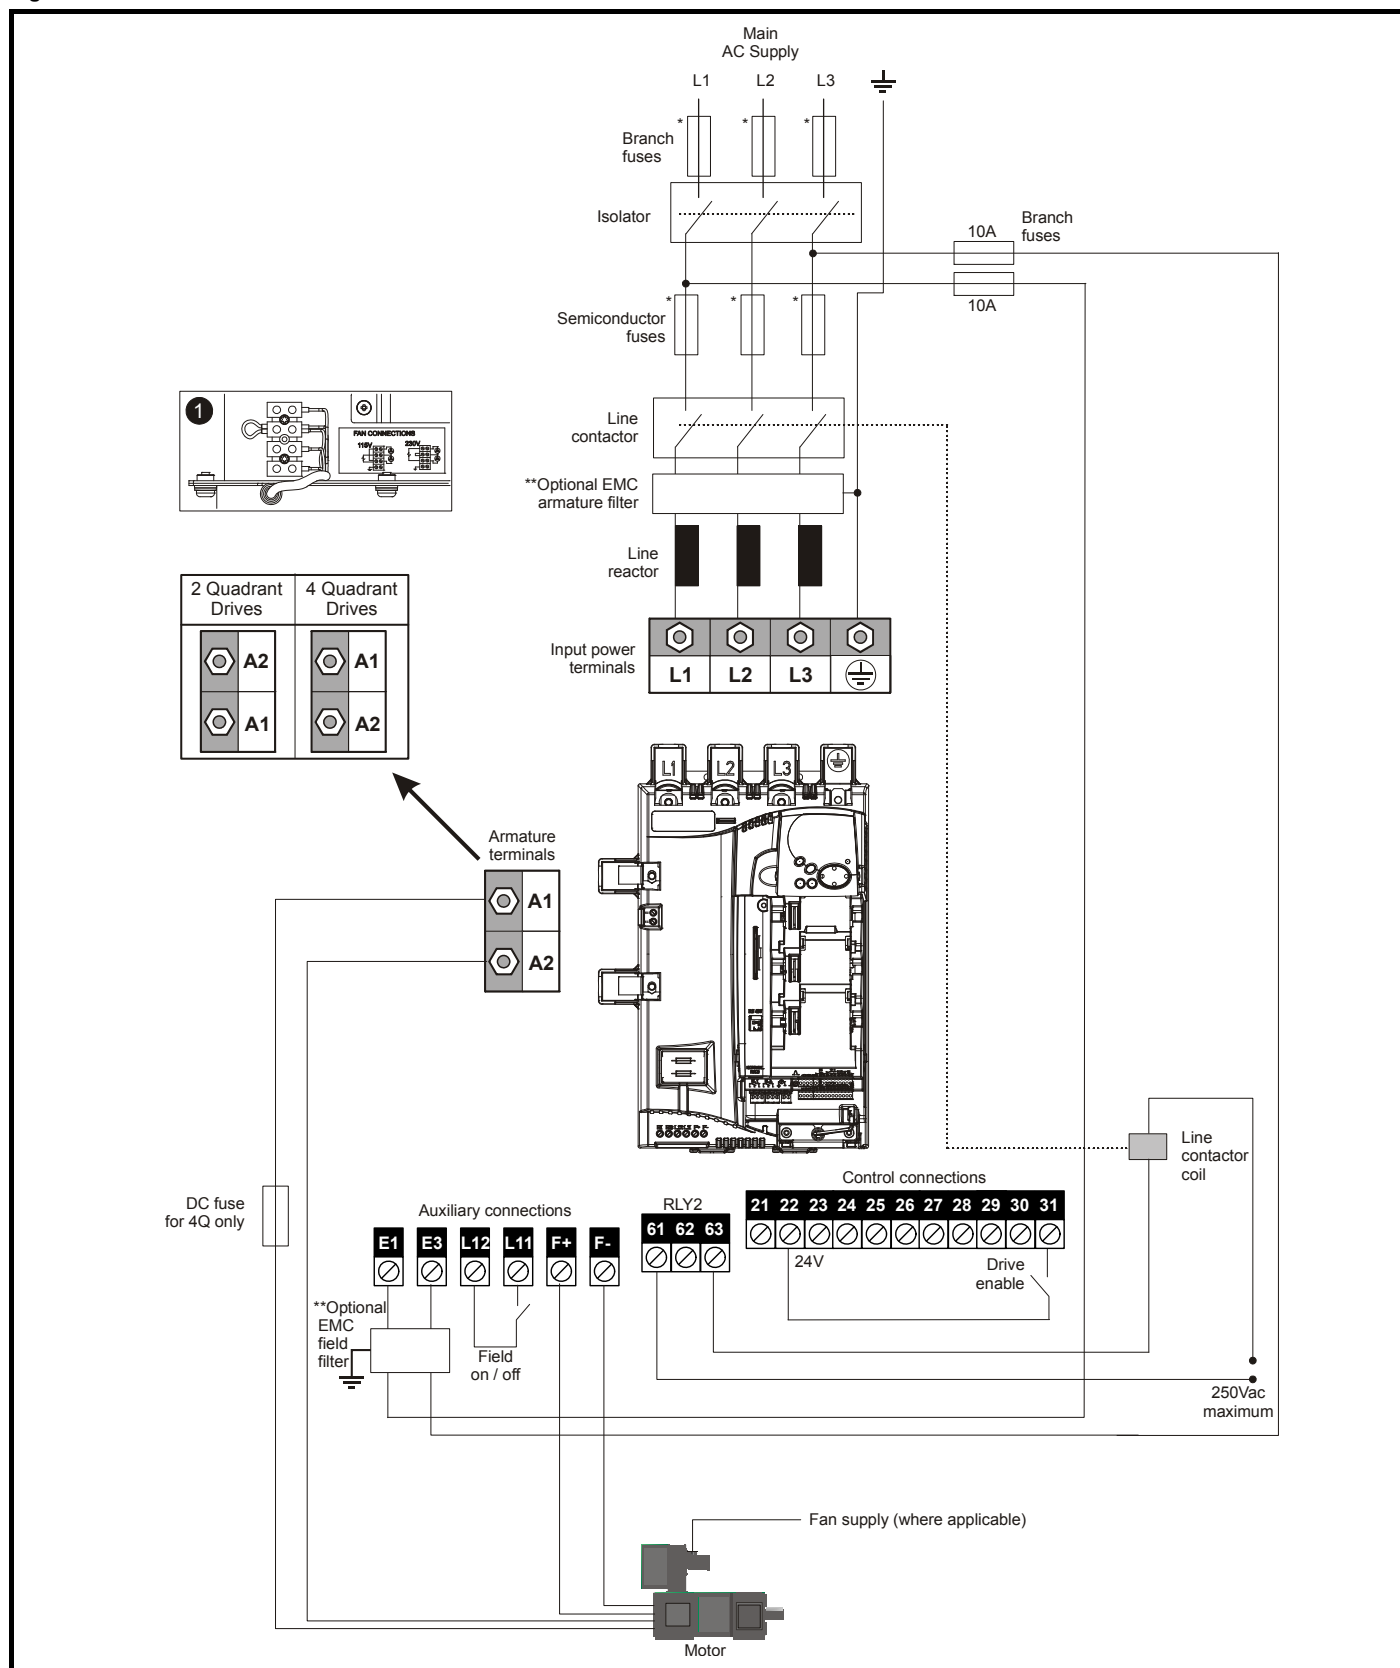 Main
AC Supply
L1 L2 L3
* * *
Branch
fuses
Isolator
10A
Branch
fuses
10A
* * *
Semiconductor
fuses
1
FAN CONNECTIONS
115V 230V
Line
contactor
**Optional EMC
armature filter
Line
reactor
2 Quadrant
Drives
4 Quadrant
Drives
A2 A1
A1 A2
Input power
terminals
L1 L2 L3
L1 L2 L3
Armature
terminals
A1
A2
Line
contactor
coil
Control connections
21 22 23 24 25 26 27 28 29 30 31
24V
Drive
enable
DC fuse
for 4Q only
Auxiliary connections
E1 E3 L12 L11 F+ F-
RLY2
61 62 63
**Optional
EMC
field
filter
Field
on / off
250Vac
maximum
Fan supply (where applicable)
Motor